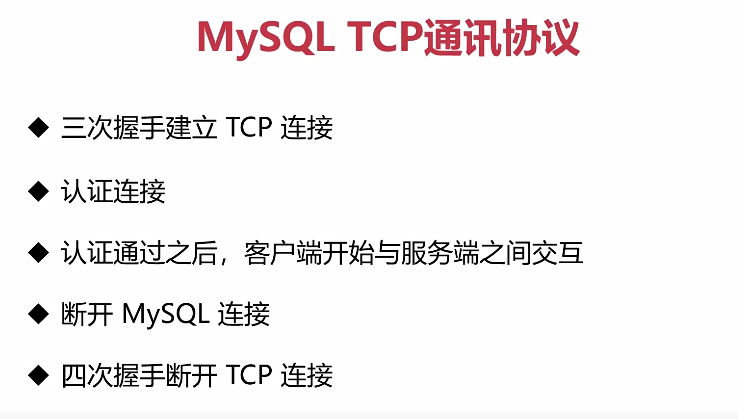 MySQL TCP通讯协议
◆ 三次握手建立 TCP 连接
◆ 认证连接
◆ 认证通过之后，客户端开始与服务端之间交互
◆ 断开 MySQL 连接
◆ 四次握手断开 TCP 连接